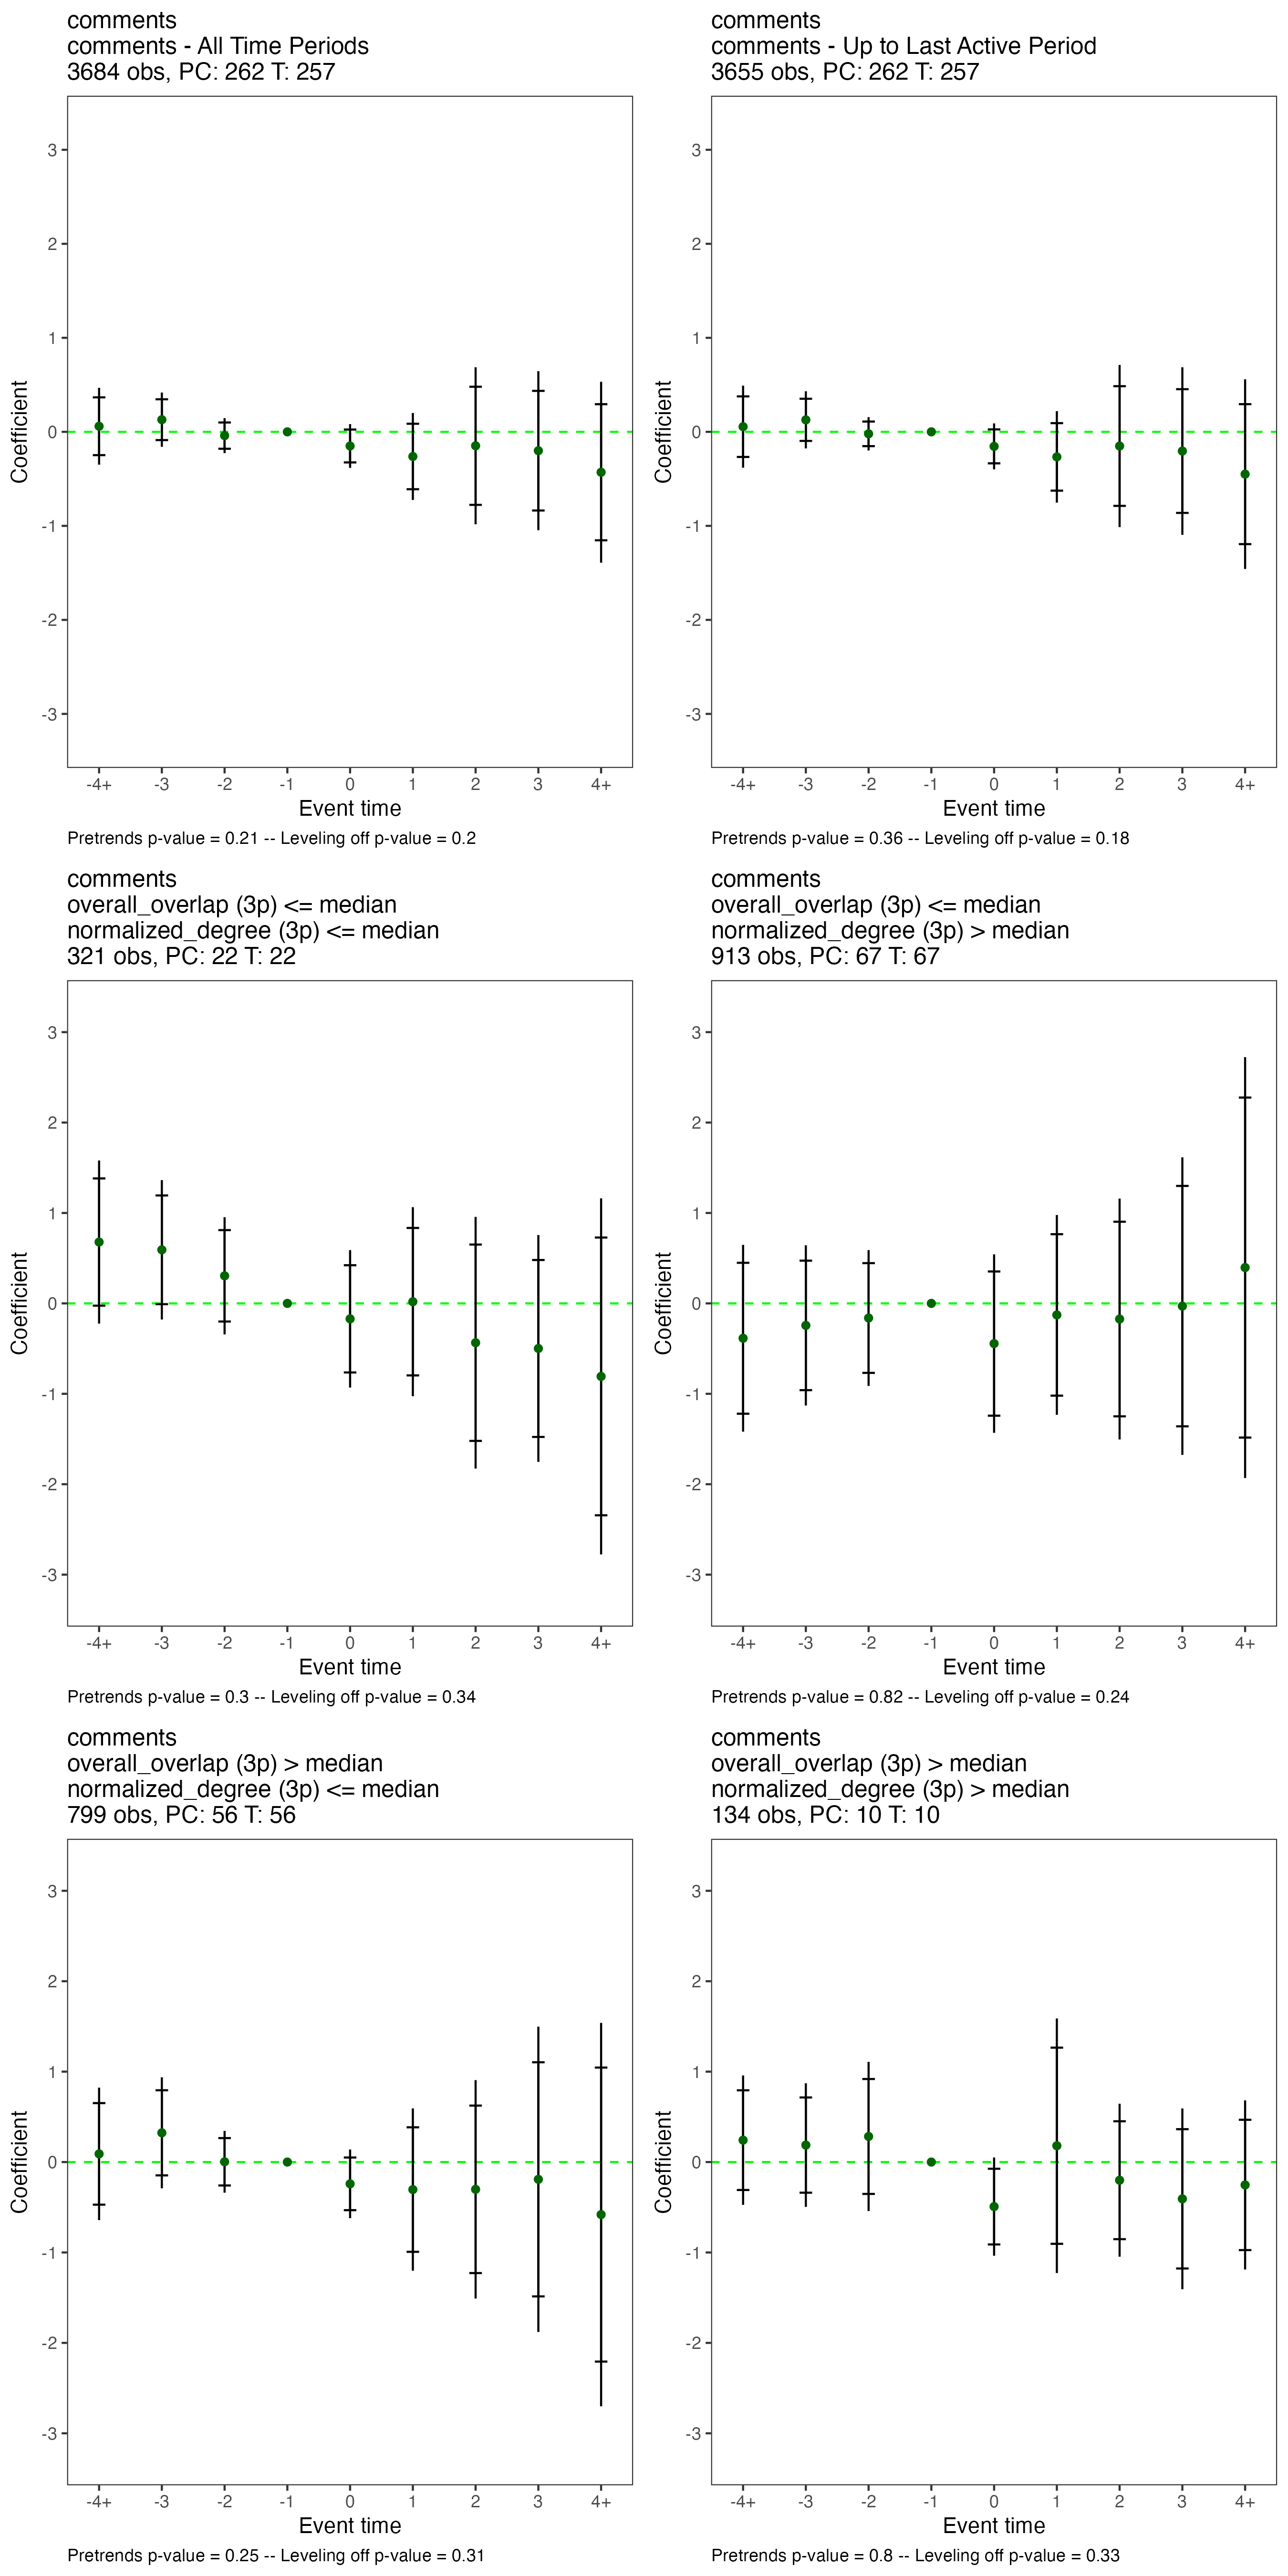 comments
comments - All Time Periods
3684 obs, PC: 262 T: 257
3
2
1
0
-1
-2
-3
Coefficient
-4+ -3 -2 -1 0 1 2 3 4+
Event time
Pretrends p-value = 0.21 -- Leveling off p-value = 0.2
comments
comments - Up to Last Active Period
3655 obs, PC: 262 T: 257
3
2
1
0
-1
-2
-3
Coefficient
-4+ -3 -2 -1 0 1 2 3 4+
Event time
Pretrends p-value = 0.36 -- Leveling off p-value = 0.18
comments
overall_overlap (3p) <= median
normalized_degree (3p) <= median
321 obs, PC: 22 T: 22
3
2
1
0
-1
-2
-3
Coefficient
-4+ -3 -2 -1 0 1 2 3 4+
Event time
Pretrends p-value = 0.3 -- Leveling off p-value = 0.34
comments
overall_overlap (3p) <= median
normalized_degree (3p) > median
913 obs, PC: 67 T: 67
3
2
1
0
-1
-2
-3
Coefficient
-4+ -3 -2 -1 0 1 2 3 4+
Event time
Pretrends p-value = 0.82 -- Leveling off p-value = 0.24
comments
overall_overlap (3p) > median
normalized_degree (3p) <= median
799 obs, PC: 56 T: 56
3
2
1
0
-1
-2
-3
Coefficient
-4+ -3 -2 -1 0 1 2 3 4+
Event time
Pretrends p-value = 0.25 -- Leveling off p-value = 0.31
comments
overall_overlap (3p) > median
normalized_degree (3p) > median
134 obs, PC: 10 T: 10
3
2
1
0
-1
-2
-3
Coefficient
-4+ -3 -2 -1 0 1 2 3 4+
Event time
Pretrends p-value = 0.8 -- Leveling off p-value = 0.33